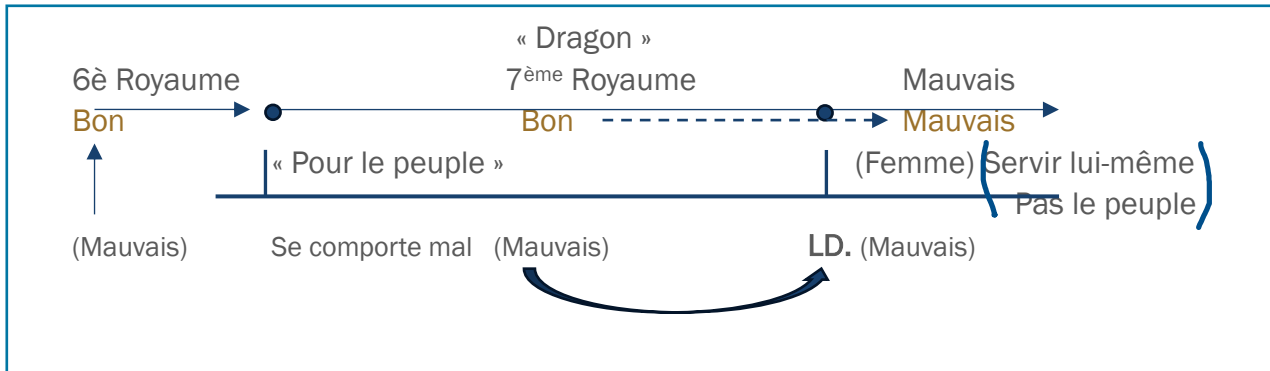 « Dragon »
6è Royaume 7ème Royaume Mauvais
Bon Bon Mauvais
« Pour le peuple » (Femme) Servir lui-même
Pas le peuple
(Mauvais) Se comporte mal (Mauvais) LD. (Mauvais)